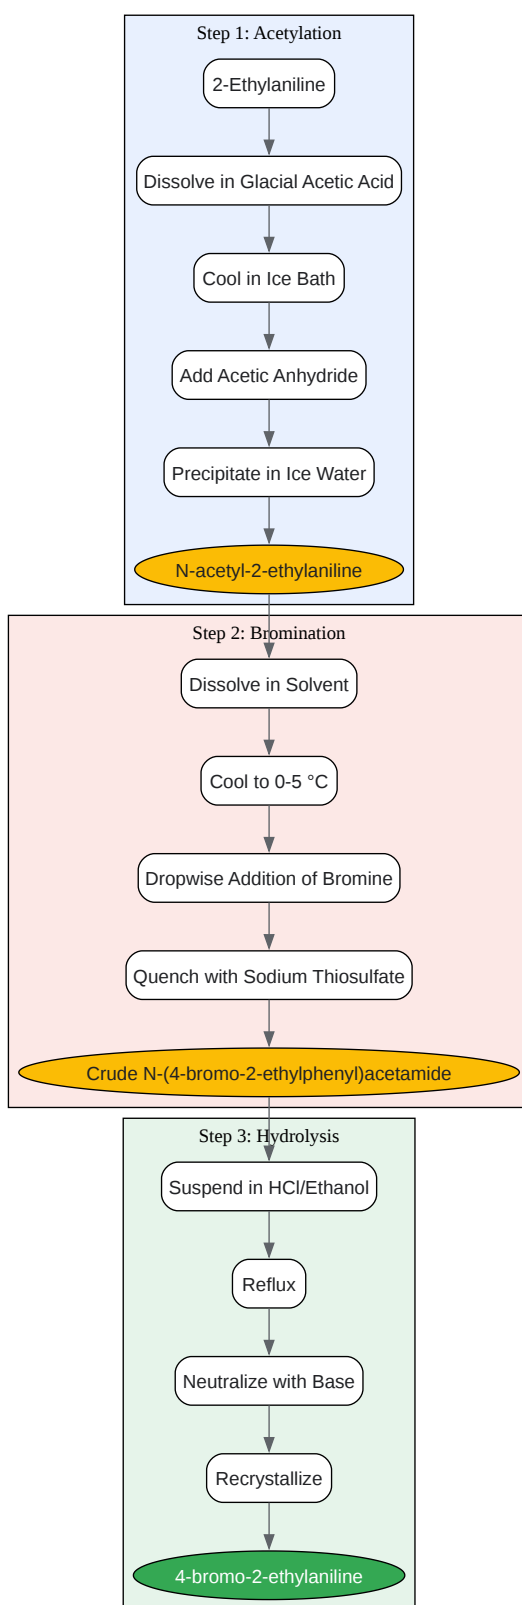 Step 1: Acetylation
2-Ethylaniline
Dissolve in Glacial Acetic Acid
Cool in Ice Bath
Add Acetic Anhydride
Precipitate in Ice Water
N-acetyl-2-ethylaniline
Step 2: Bromination
Dissolve in Solvent
Cool to 0-5 °C
Dropwise Addition of Bromine
Quench with Sodium Thiosulfate
Crude N-(4-bromo-2-ethylphenyl)acetamide
Step 3: Hydrolysis
Suspend in HCl/Ethanol
Reflux
Neutralize with Base
Recrystallize
4-bromo-2-ethylaniline